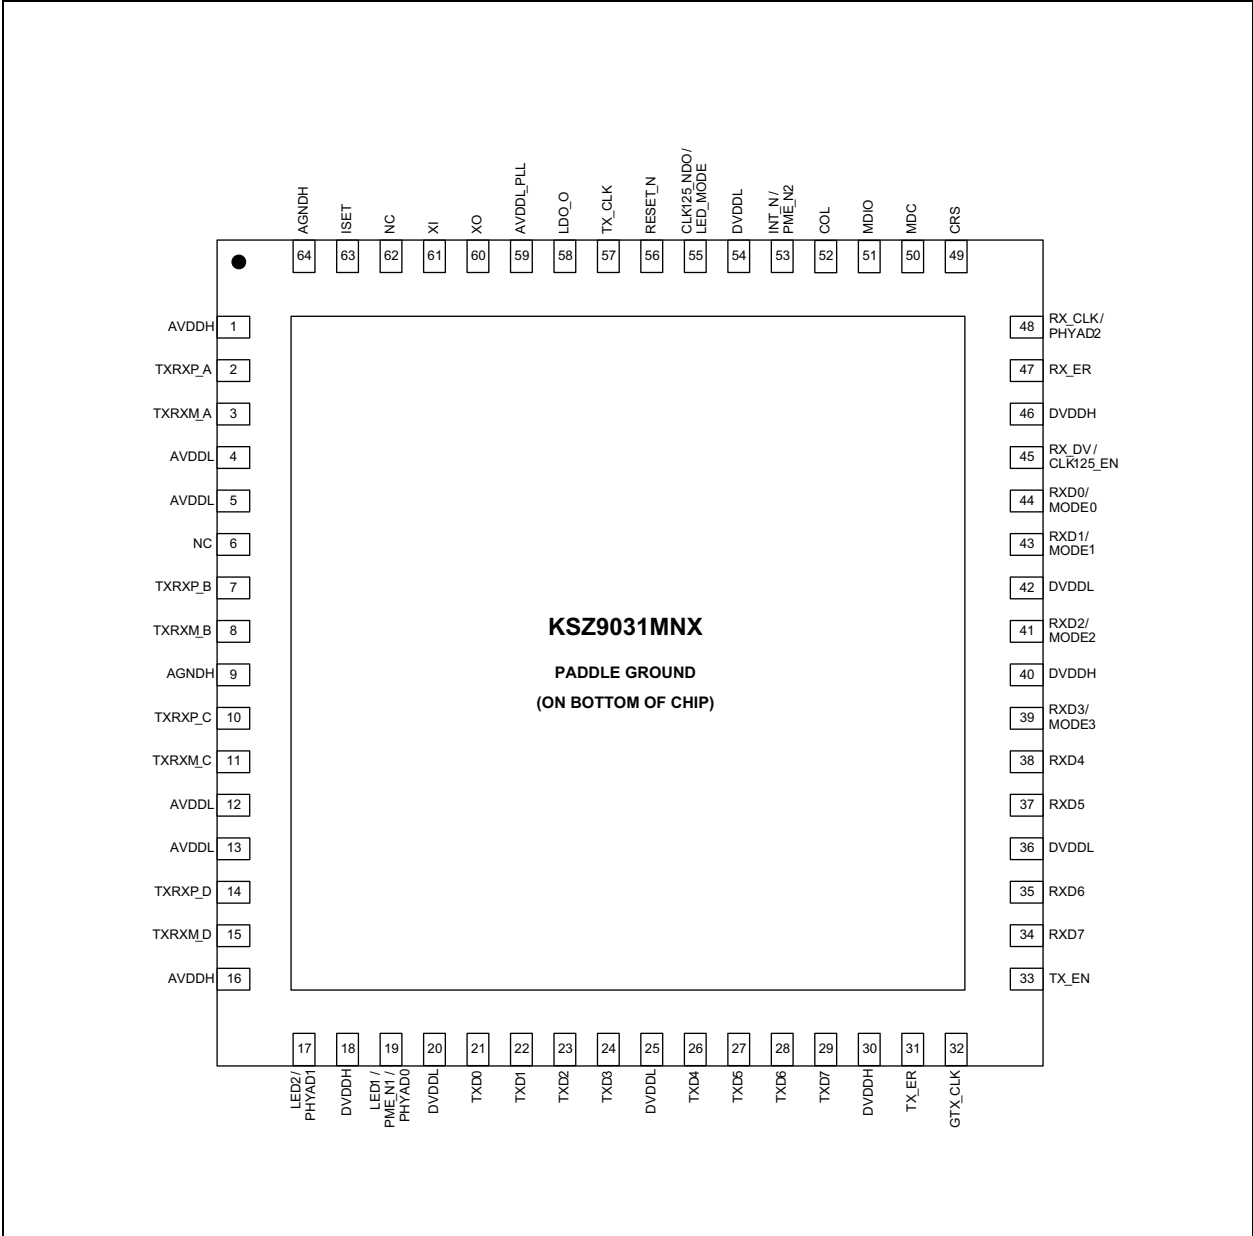 AGNDH
ISET
NC
XI
XO
AVDDL_PLL
LDO_O
TX_CLK
RESET_N
CLK125_NDO /
LED_MODE
DVDDL
INT_N /
PME_N2
COL
MDIO
MDC
CRS
64 63 62 61 60 59 58 57 56 55 54 53 52 51 50 49
AVDDH 1
TXRXP_A 2
TXRXM_A 3
AVDDL 4
AVDDL 5
NC 6
TXRXP_B 7
TXRXM_B 8
AGNDH 9
TXRXP_C 10
TXRXM_C 11
AVDDL 12
AVDDL 13
TXRXP_D 14
TXRXM_D 15
AVDDH 16
KSZ9031MNX
PADDLE GROUND
(ON BOTTOM OF CHIP)
48 RX_CLK /
PHYAD2
47 RX_ER
46 DVDDH
45 RX_DV /
CLK125_EN
44 RXD0/
MODE0
43 RXD1/
MODE1
42 DVDDL
41 RXD2/
MODE2
40 DVDDH
39 RXD3/
MODE3
38 RXD4
37 RXD5
36 DVDDL
35 RXD6
34 RXD7
33 TX_EN
17 18 19 20 21 22 23 24 25 26 27 28 29 30 31 32
LED2 /
PHYAD1
DVDDH
LED1 /
PME_N1 /
PHYAD0
DVDDL
TXD0
TXD1
TXD2
TXD3
DVDDL
TXD4
TXD5
TXD6
TXD7
DVDDH
TX_ER
GTX_CLK